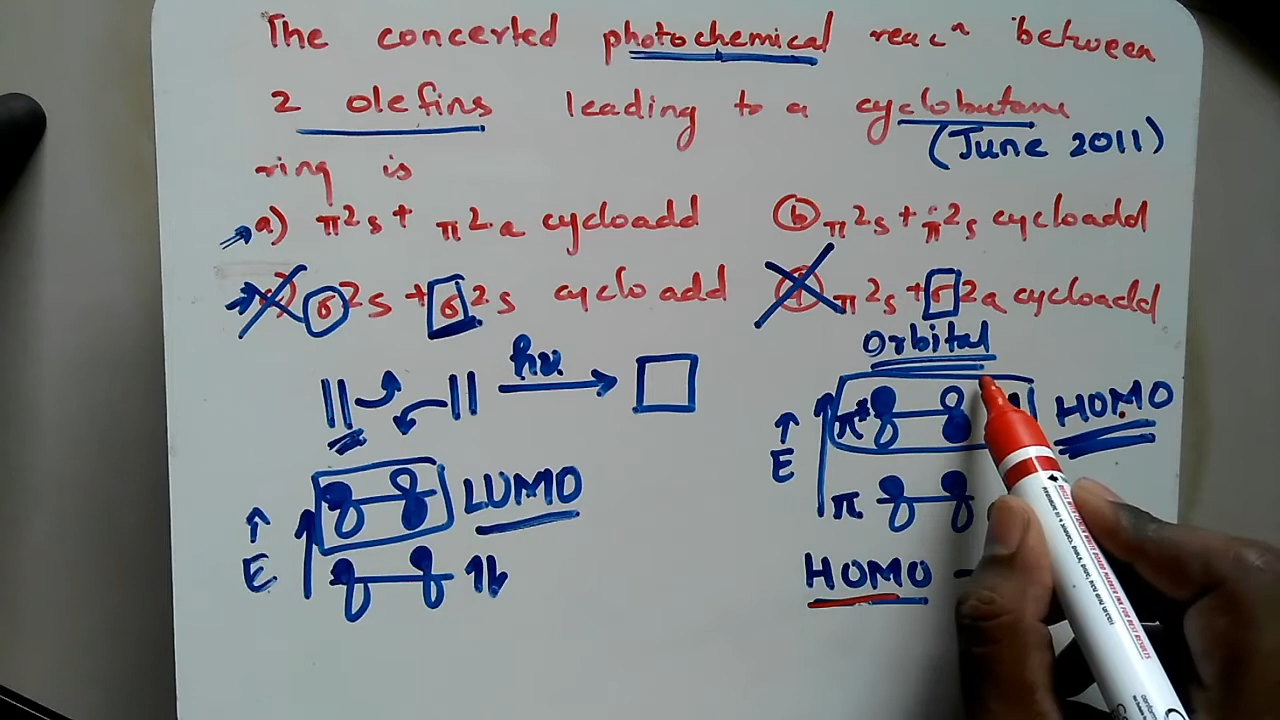 The concerted photochemical reacⁿ between
2 olefins leading to a cyclobutane
(June 2011)
ring is
a) π2s + π2a cycloadd
(b) π2s + π2s cycloadd
σ2s + σ2s cycloadd
π2s + σ2a cycloadd
hν
Orbital
π*
HOMO
E
π
LUMO
E
HOMO